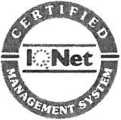 CERTIFIED
IQNet
MANAGEMENT SYSTEM